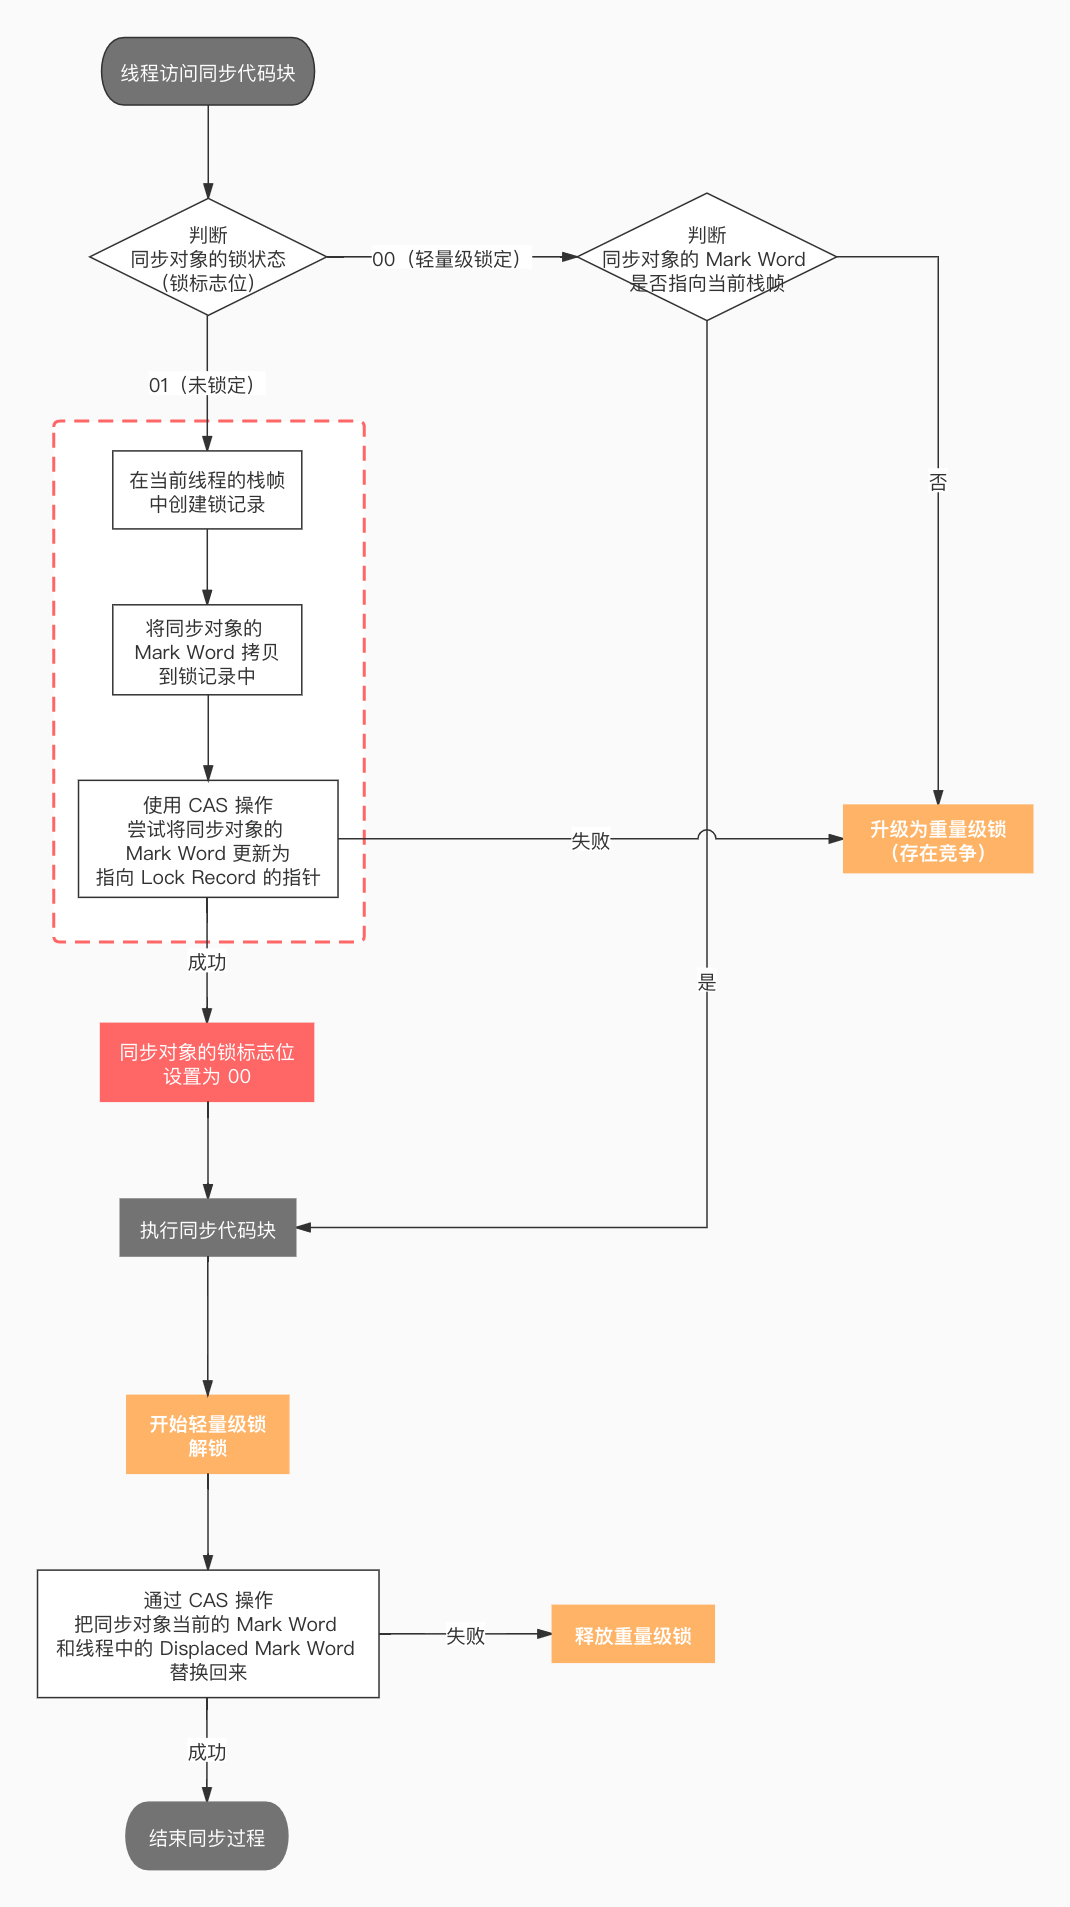 线程访问同步代码块
判断
同步对象的锁状态
（锁标志位）
00（轻量级锁定）
判断
同步对象的 Mark Word
是否指向当前栈帧
01（未锁定）
在当前线程的栈帧
中创建锁记录
否
将同步对象的
Mark Word 拷贝
到锁记录中
使用 CAS 操作
尝试将同步对象的
Mark Word 更新为
指向 Lock Record 的指针
失败
升级为重量级锁
（存在竞争）
成功
是
同步对象的锁标志位
设置为 00
执行同步代码块
开始轻量级锁
解锁
通过 CAS 操作
把同步对象当前的 Mark Word
和线程中的 Displaced Mark Word
替换回来
失败
释放重量级锁
成功
结束同步过程